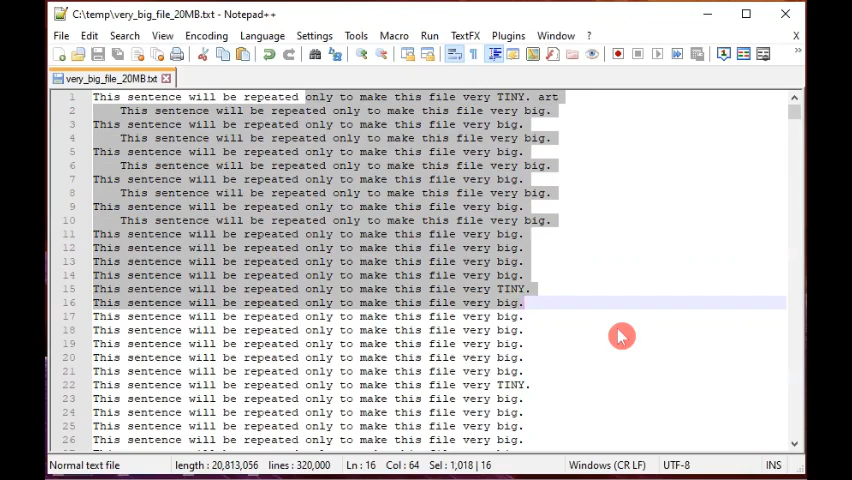 C:\temp\very_big_file_20MB.txt - Notepad++
File Edit Search View Encoding Language Settings Tools Macro Run TextFX Plugins Window ?
very_big_file_20MB.txt
1 This sentence will be repeated only to make this file very TINY. art
2 This sentence will be repeated only to make this file very big.
3 This sentence will be repeated only to make this file very big.
4 This sentence will be repeated only to make this file very big.
5 This sentence will be repeated only to make this file very big.
6 This sentence will be repeated only to make this file very big.
7 This sentence will be repeated only to make this file very big.
8 This sentence will be repeated only to make this file very big.
9 This sentence will be repeated only to make this file very big.
10 This sentence will be repeated only to make this file very big.
11 This sentence will be repeated only to make this file very big.
12 This sentence will be repeated only to make this file very big.
13 This sentence will be repeated only to make this file very big.
14 This sentence will be repeated only to make this file very big.
15 This sentence will be repeated only to make this file very TINY.
16 This sentence will be repeated only to make this file very big.
17 This sentence will be repeated only to make this file very big.
18 This sentence will be repeated only to make this file very big.
19 This sentence will be repeated only to make this file very big.
20 This sentence will be repeated only to make this file very big.
21 This sentence will be repeated only to make this file very big.
22 This sentence will be repeated only to make this file very TINY.
23 This sentence will be repeated only to make this file very big.
24 This sentence will be repeated only to make this file very big.
25 This sentence will be repeated only to make this file very big.
26 This sentence will be repeated only to make this file very big.
Normal text file length : 20,813,056 lines : 320,000 Ln : 16 Col : 64 Sel : 1,018 | 16 Windows (CR LF) UTF-8 INS